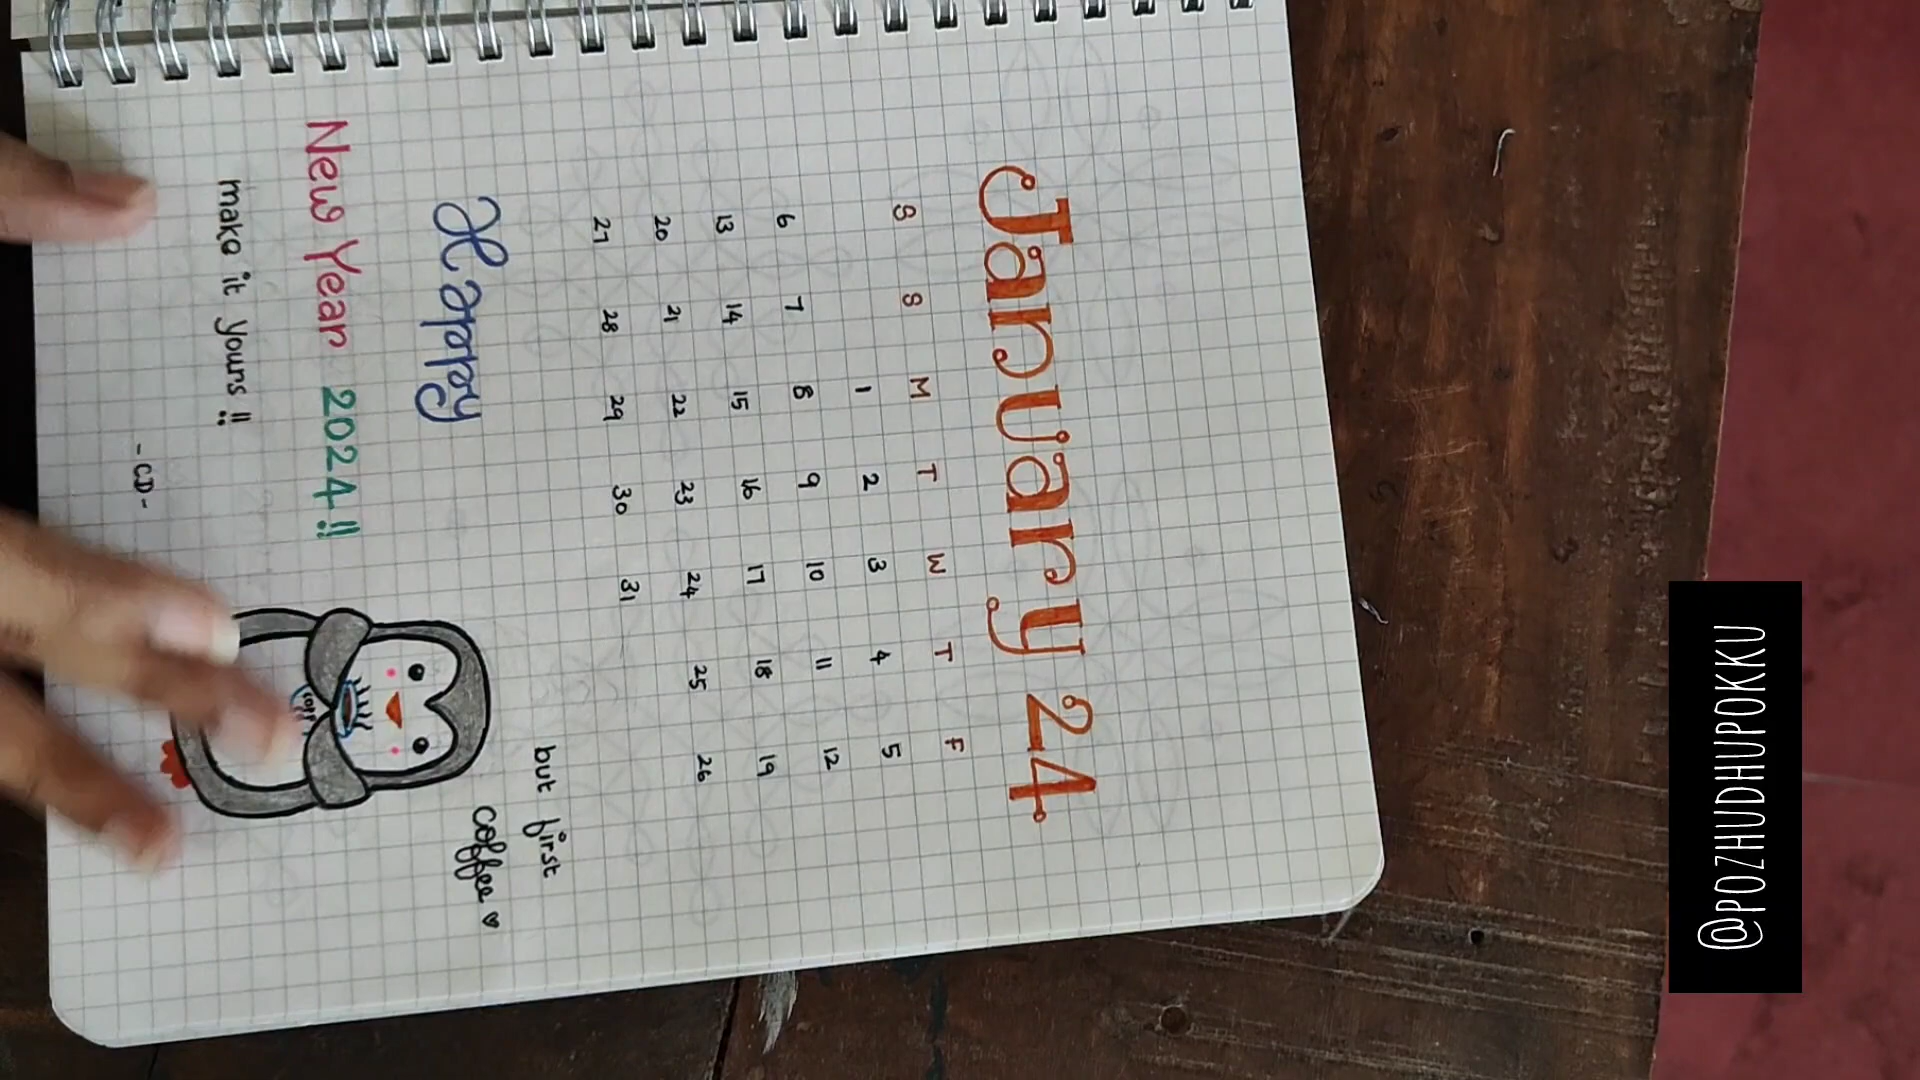 January 24
S S M T W T F
1 2 3 4 5
6 7 8 9 10 11 12
13 14 15 16 17 18 19
20 21 22 23 24 25 26
27 28 29 30 31
but first
coffee ♥
Happy
New Year 2024!!
make it yours!!
-CD-
@POZHUDHUPOKKU